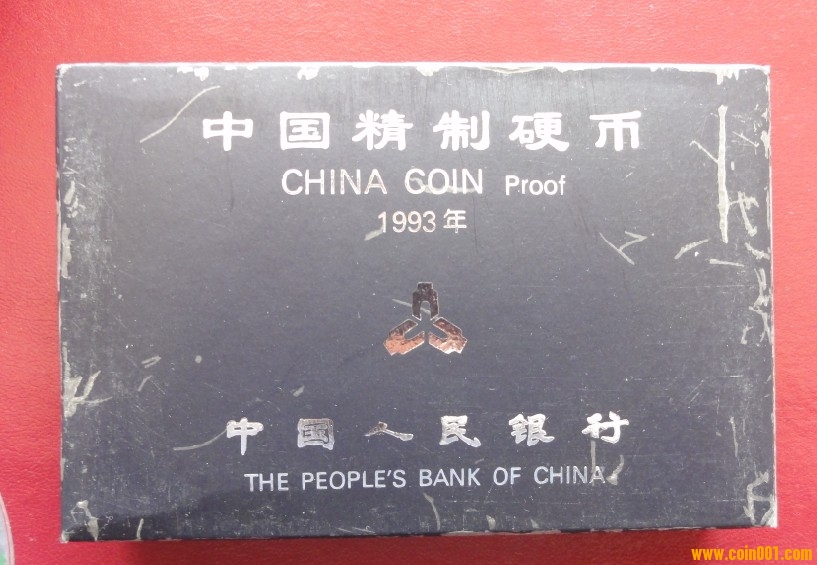 中国精制硬币
CHINA COIN Proof
1993年
中国人民银行
THE PEOPLE'S BANK OF CHINA
www.coin001.com